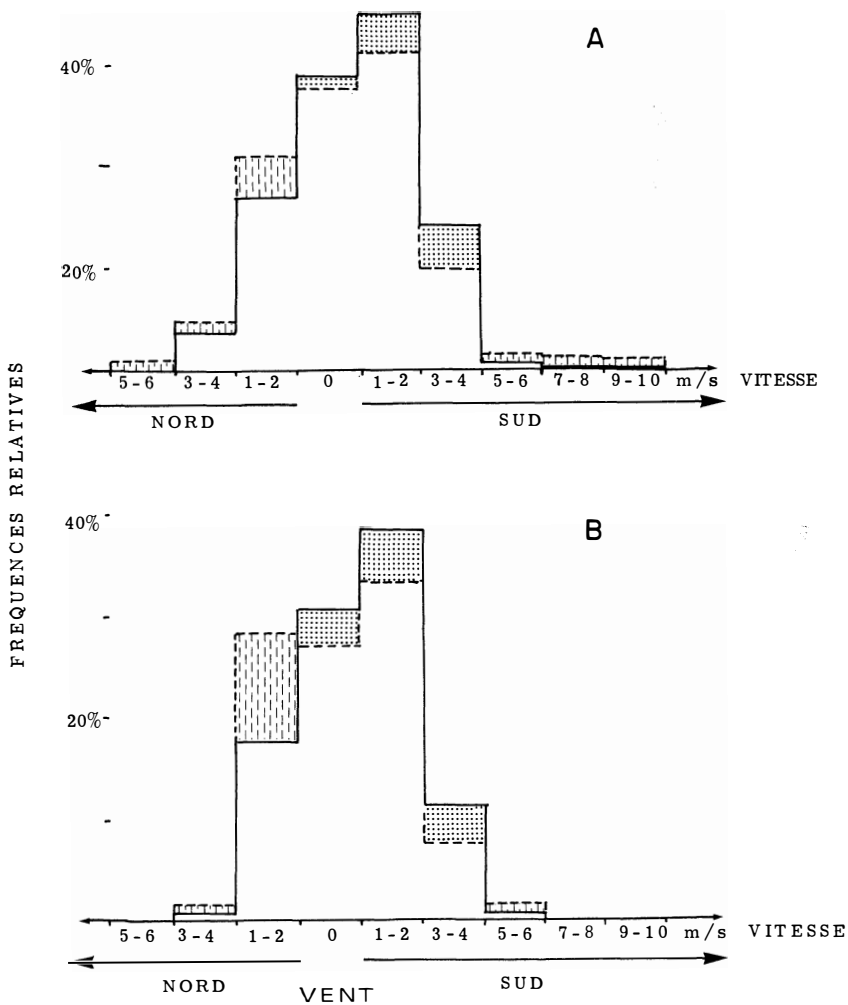 A
40%
20%
5-6 3-4 1-2 0 1-2 3-4 5-6 7-8 9-10 m/s VITESSE
NORD SUD
FREQUENCES RELATIVES
B
40%
20%
5-6 3-4 1-2 0 1-2 3-4 5-6 7-8 9-10 m/s VITESSE
NORD SUD
VENT